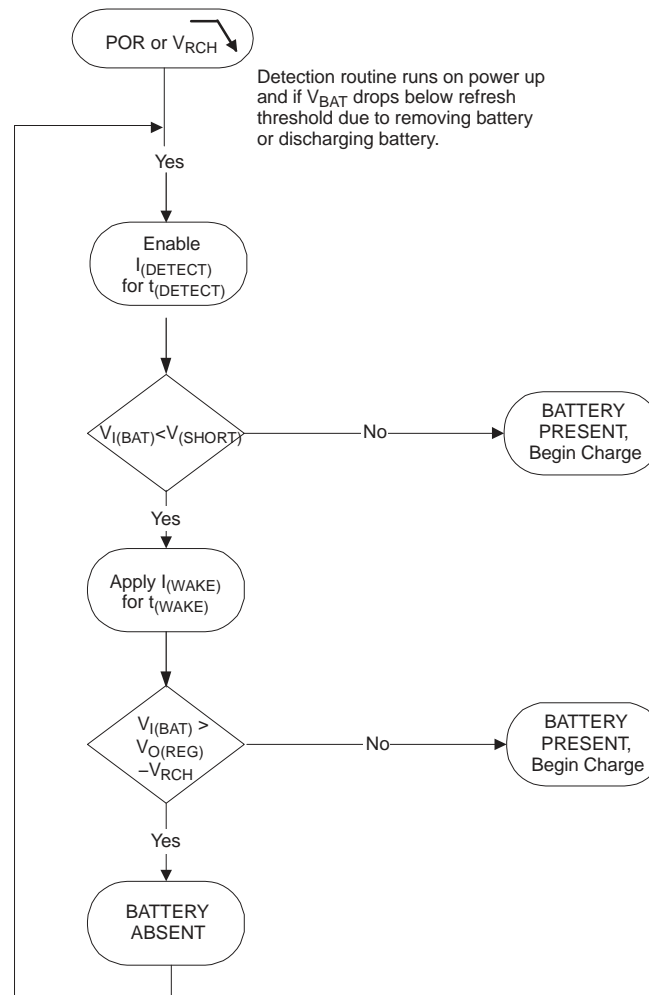 POR or VRCH
Detection routine runs on power up
and if VBAT drops below refresh
threshold due to removing battery
or discharging battery.
Yes
Enable
I(DETECT)
for t(DETECT)
VI(BAT)<V(SHORT)
No
BATTERY
PRESENT,
Begin Charge
Yes
Apply I(WAKE)
for t(WAKE)
VI(BAT) >
VO(REG)
–VRCH
No
BATTERY
PRESENT,
Begin Charge
Yes
BATTERY
ABSENT